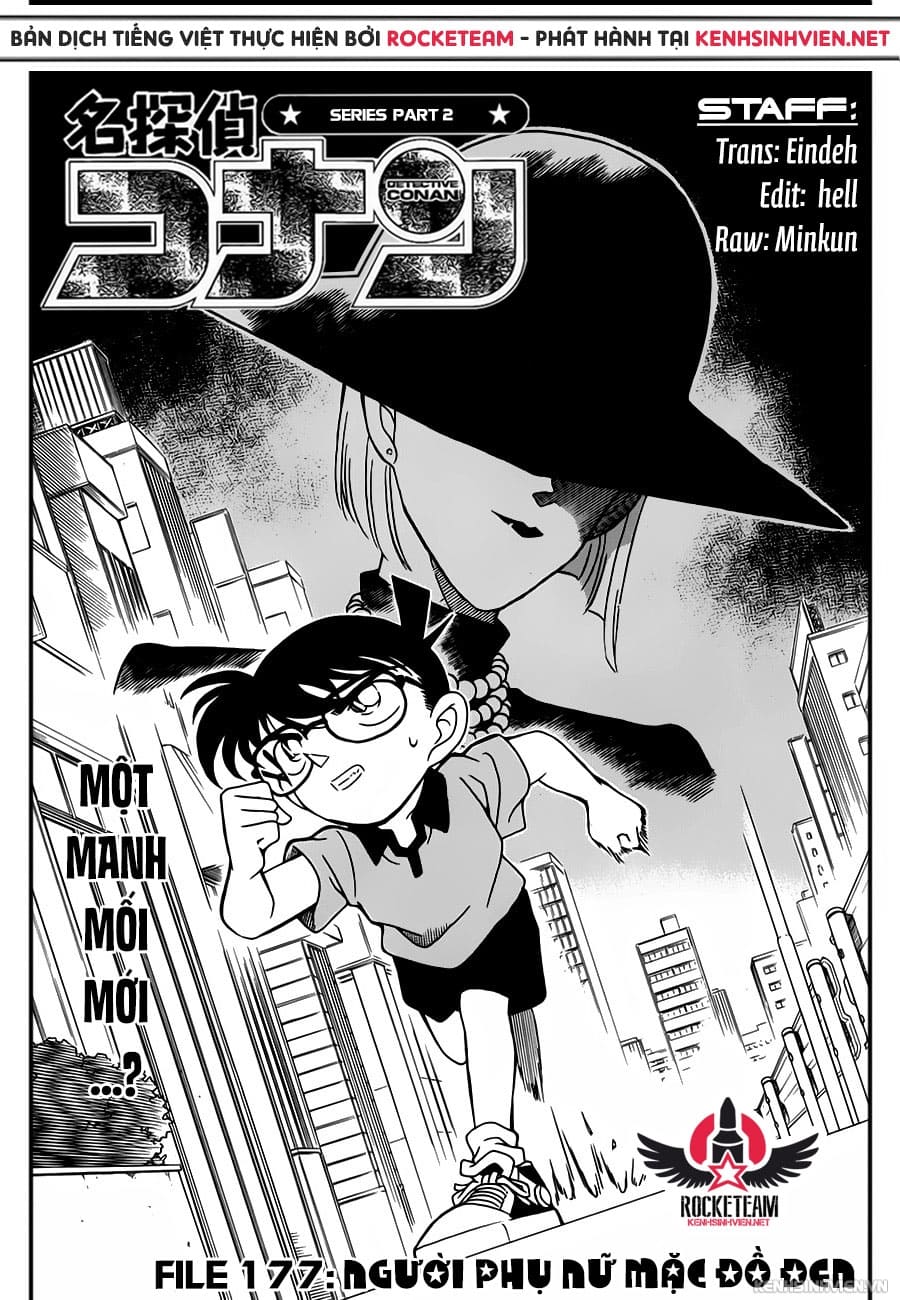 BẢN DỊCH TIẾNG VIỆT THỰC HIỆN BỞI ROCKETEAM - PHÁT HÀNH TẠI KENHSINHVIEN.NET
名探偵
SERIES PART 2
コナン
DETECTIVE
CONAN
STAFF:
Trans: Eindeh
Edit: hell
Raw: Minkun
MỘT
MANH
MỐI
MỚI
...?
ROCKETEAM
KENHSINHVIEN.NET
FILE 177: NGƯỜI PHỤ NỮ MẶC ĐỒ ĐEN
KENHSINHVIEN.VN